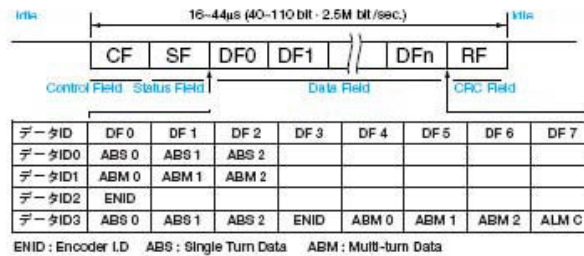 Idle 16~44μs (40~110 bit · 2.5M bit/sec.) Idle
CF SF DF0 DF1 DFn RF
Control Field Status Field Data Field CRC Field
データID DF 0 DF 1 DF 2 DF 3 DF 4 DF 5 DF 6 DF 7
データID0 ABS 0 ABS 1 ABS 2
データID1 ABM 0 ABM 1 ABM 2
データID2 ENID
データID3 ABS 0 ABS 1 ABS 2 ENID ABM 0 ABM 1 ABM 2 ALM C
ENID : Encoder I.D ABS : Single Turn Data ABM : Multi-turn Data